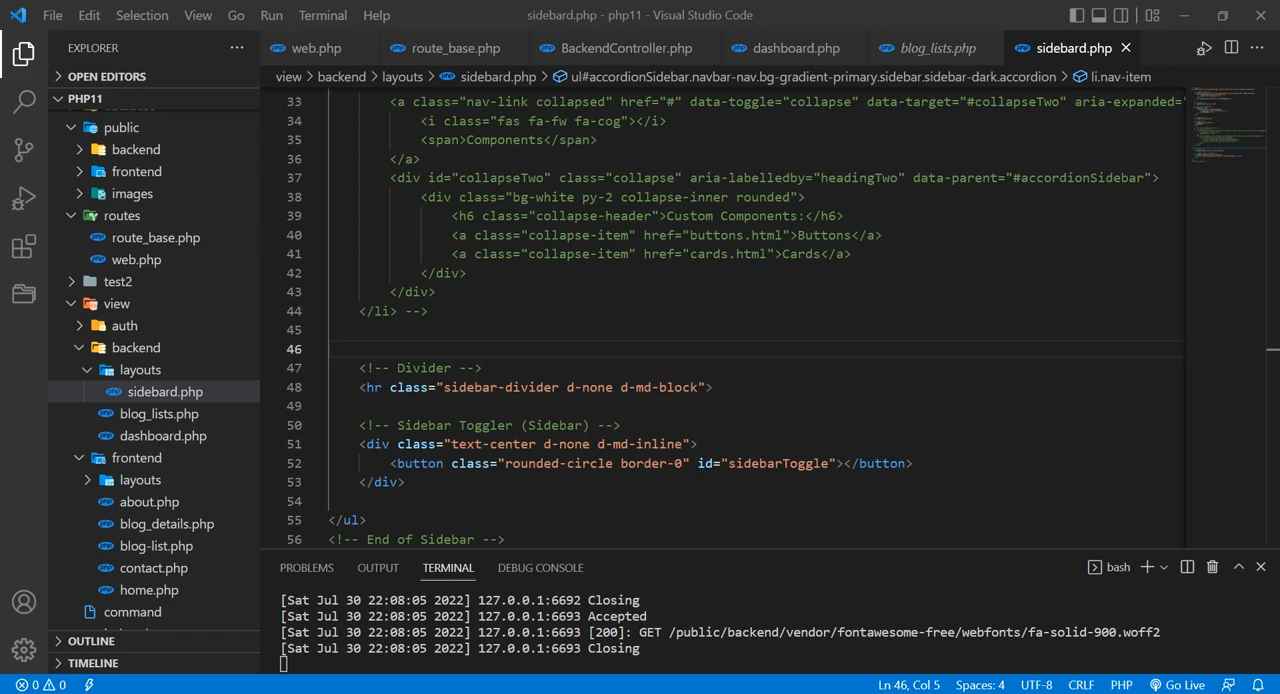 File Edit Selection View Go Run Terminal Help sidebard.php - php11 - Visual Studio Code
EXPLORER
OPEN EDITORS
PHP11
public
backend
frontend
images
routes
route_base.php
web.php
test2
view
auth
backend
layouts
sidebard.php
blog_lists.php
dashboard.php
frontend
layouts
about.php
blog_details.php
blog-list.php
contact.php
home.php
command
OUTLINE
TIMELINE
web.php route_base.php BackendController.php dashboard.php blog_lists.php sidebard.php
view > backend > layouts > sidebard.php > ul#accordionSidebar.navbar-nav.bg-gradient-primary.sidebar.sidebar-dark.accordion > li.nav-item
33 <a class="nav-link collapsed" href="#" data-toggle="collapse" data-target="#collapseTwo" aria-expanded="
34 <i class="fas fa-fw fa-cog"></i>
35 <span>Components</span>
36 </a>
37 <div id="collapseTwo" class="collapse" aria-labelledby="headingTwo" data-parent="#accordionSidebar">
38 <div class="bg-white py-2 collapse-inner rounded">
39 <h6 class="collapse-header">Custom Components:</h6>
40 <a class="collapse-item" href="buttons.html">Buttons</a>
41 <a class="collapse-item" href="cards.html">Cards</a>
42 </div>
43 </div>
44 </li> -->
45
46
47 <!-- Divider -->
48 <hr class="sidebar-divider d-none d-md-block">
49
50 <!-- Sidebar Toggler (Sidebar) -->
51 <div class="text-center d-none d-md-inline">
52 <button class="rounded-circle border-0" id="sidebarToggle"></button>
53 </div>
54
55 </ul>
56 <!-- End of Sidebar -->
PROBLEMS OUTPUT TERMINAL DEBUG CONSOLE bash
[Sat Jul 30 22:08:05 2022] 127.0.0.1:6692 Closing
[Sat Jul 30 22:08:05 2022] 127.0.0.1:6693 Accepted
[Sat Jul 30 22:08:05 2022] 127.0.0.1:6693 [200]: GET /public/backend/vendor/fontawesome-free/webfonts/fa-solid-900.woff2
[Sat Jul 30 22:08:05 2022] 127.0.0.1:6693 Closing
0 0 Ln 46, Col 5 Spaces: 4 UTF-8 CRLF PHP Go Live